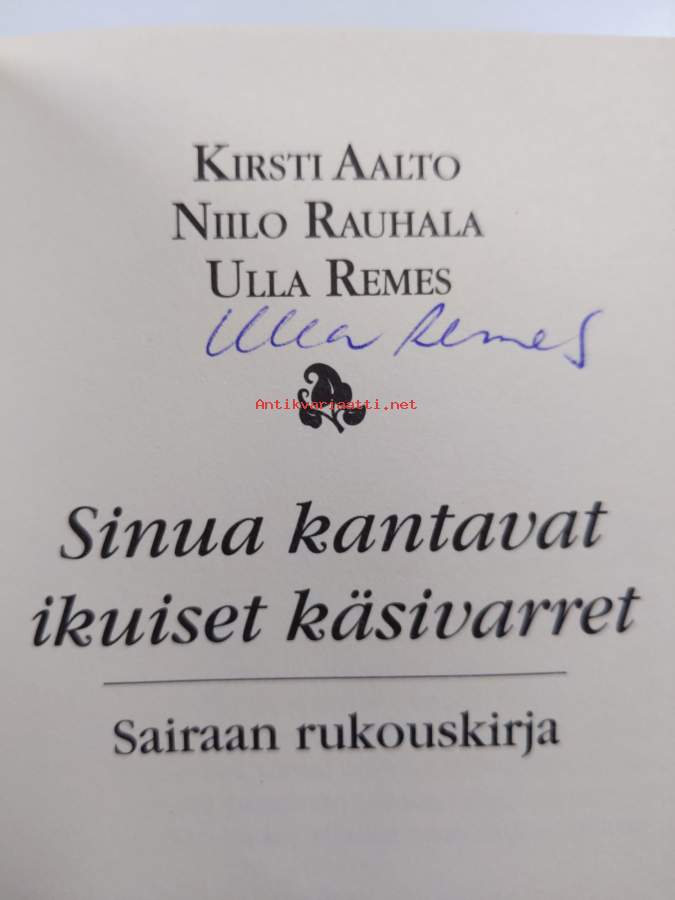 KIRSTI AALTO
NIILO RAUHALA
ULLA REMES
Ulla Remes
Antikvariaatti.net
Sinua kantavat
ikuiset käsivarret
Sairaan rukouskirja